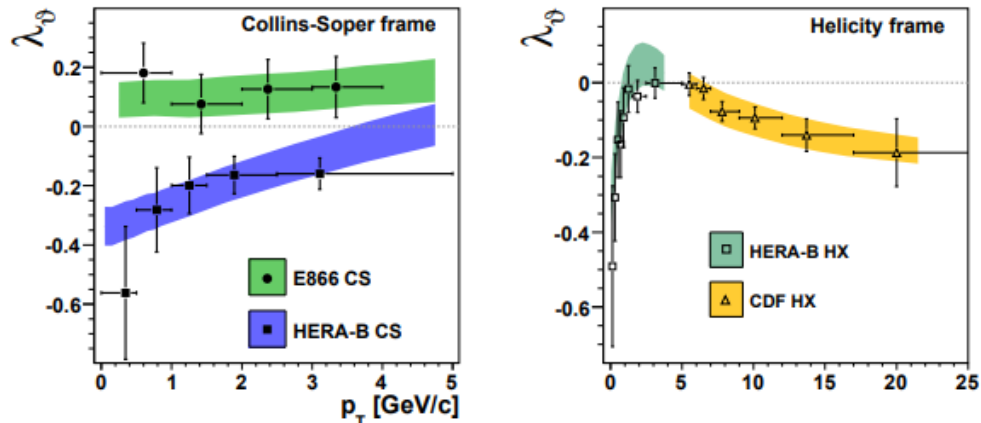 λϑ
Collins-Soper frame
0.2
0
-0.2
-0.4
-0.6
E866 CS
HERA-B CS
0 1 2 3 4 5
pT [GeV/c]
λϑ
Helicity frame
0
-0.2
-0.4
-0.6
HERA-B HX
CDF HX
0 5 10 15 20 25